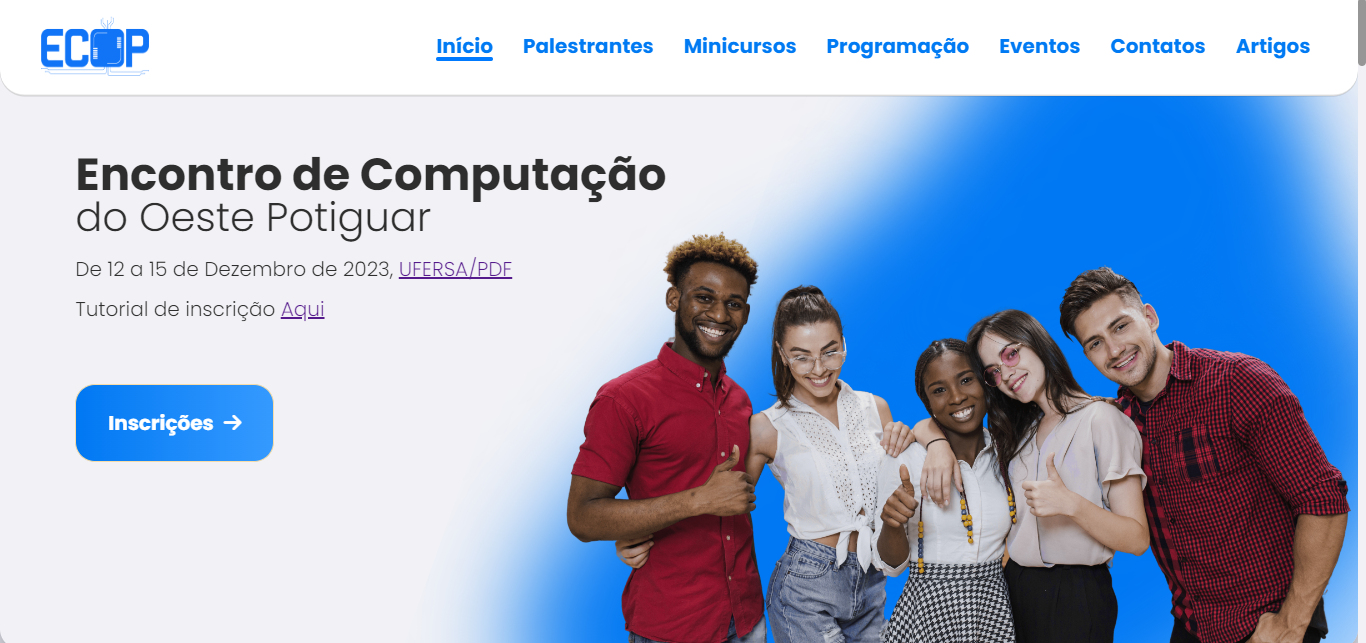 ECOP
Início Palestrantes Minicursos Programação Eventos Contatos Artigos
Encontro de Computação
do Oeste Potiguar
De 12 a 15 de Dezembro de 2023, UFERSA/PDF
Tutorial de inscrição Aqui
Inscrições →